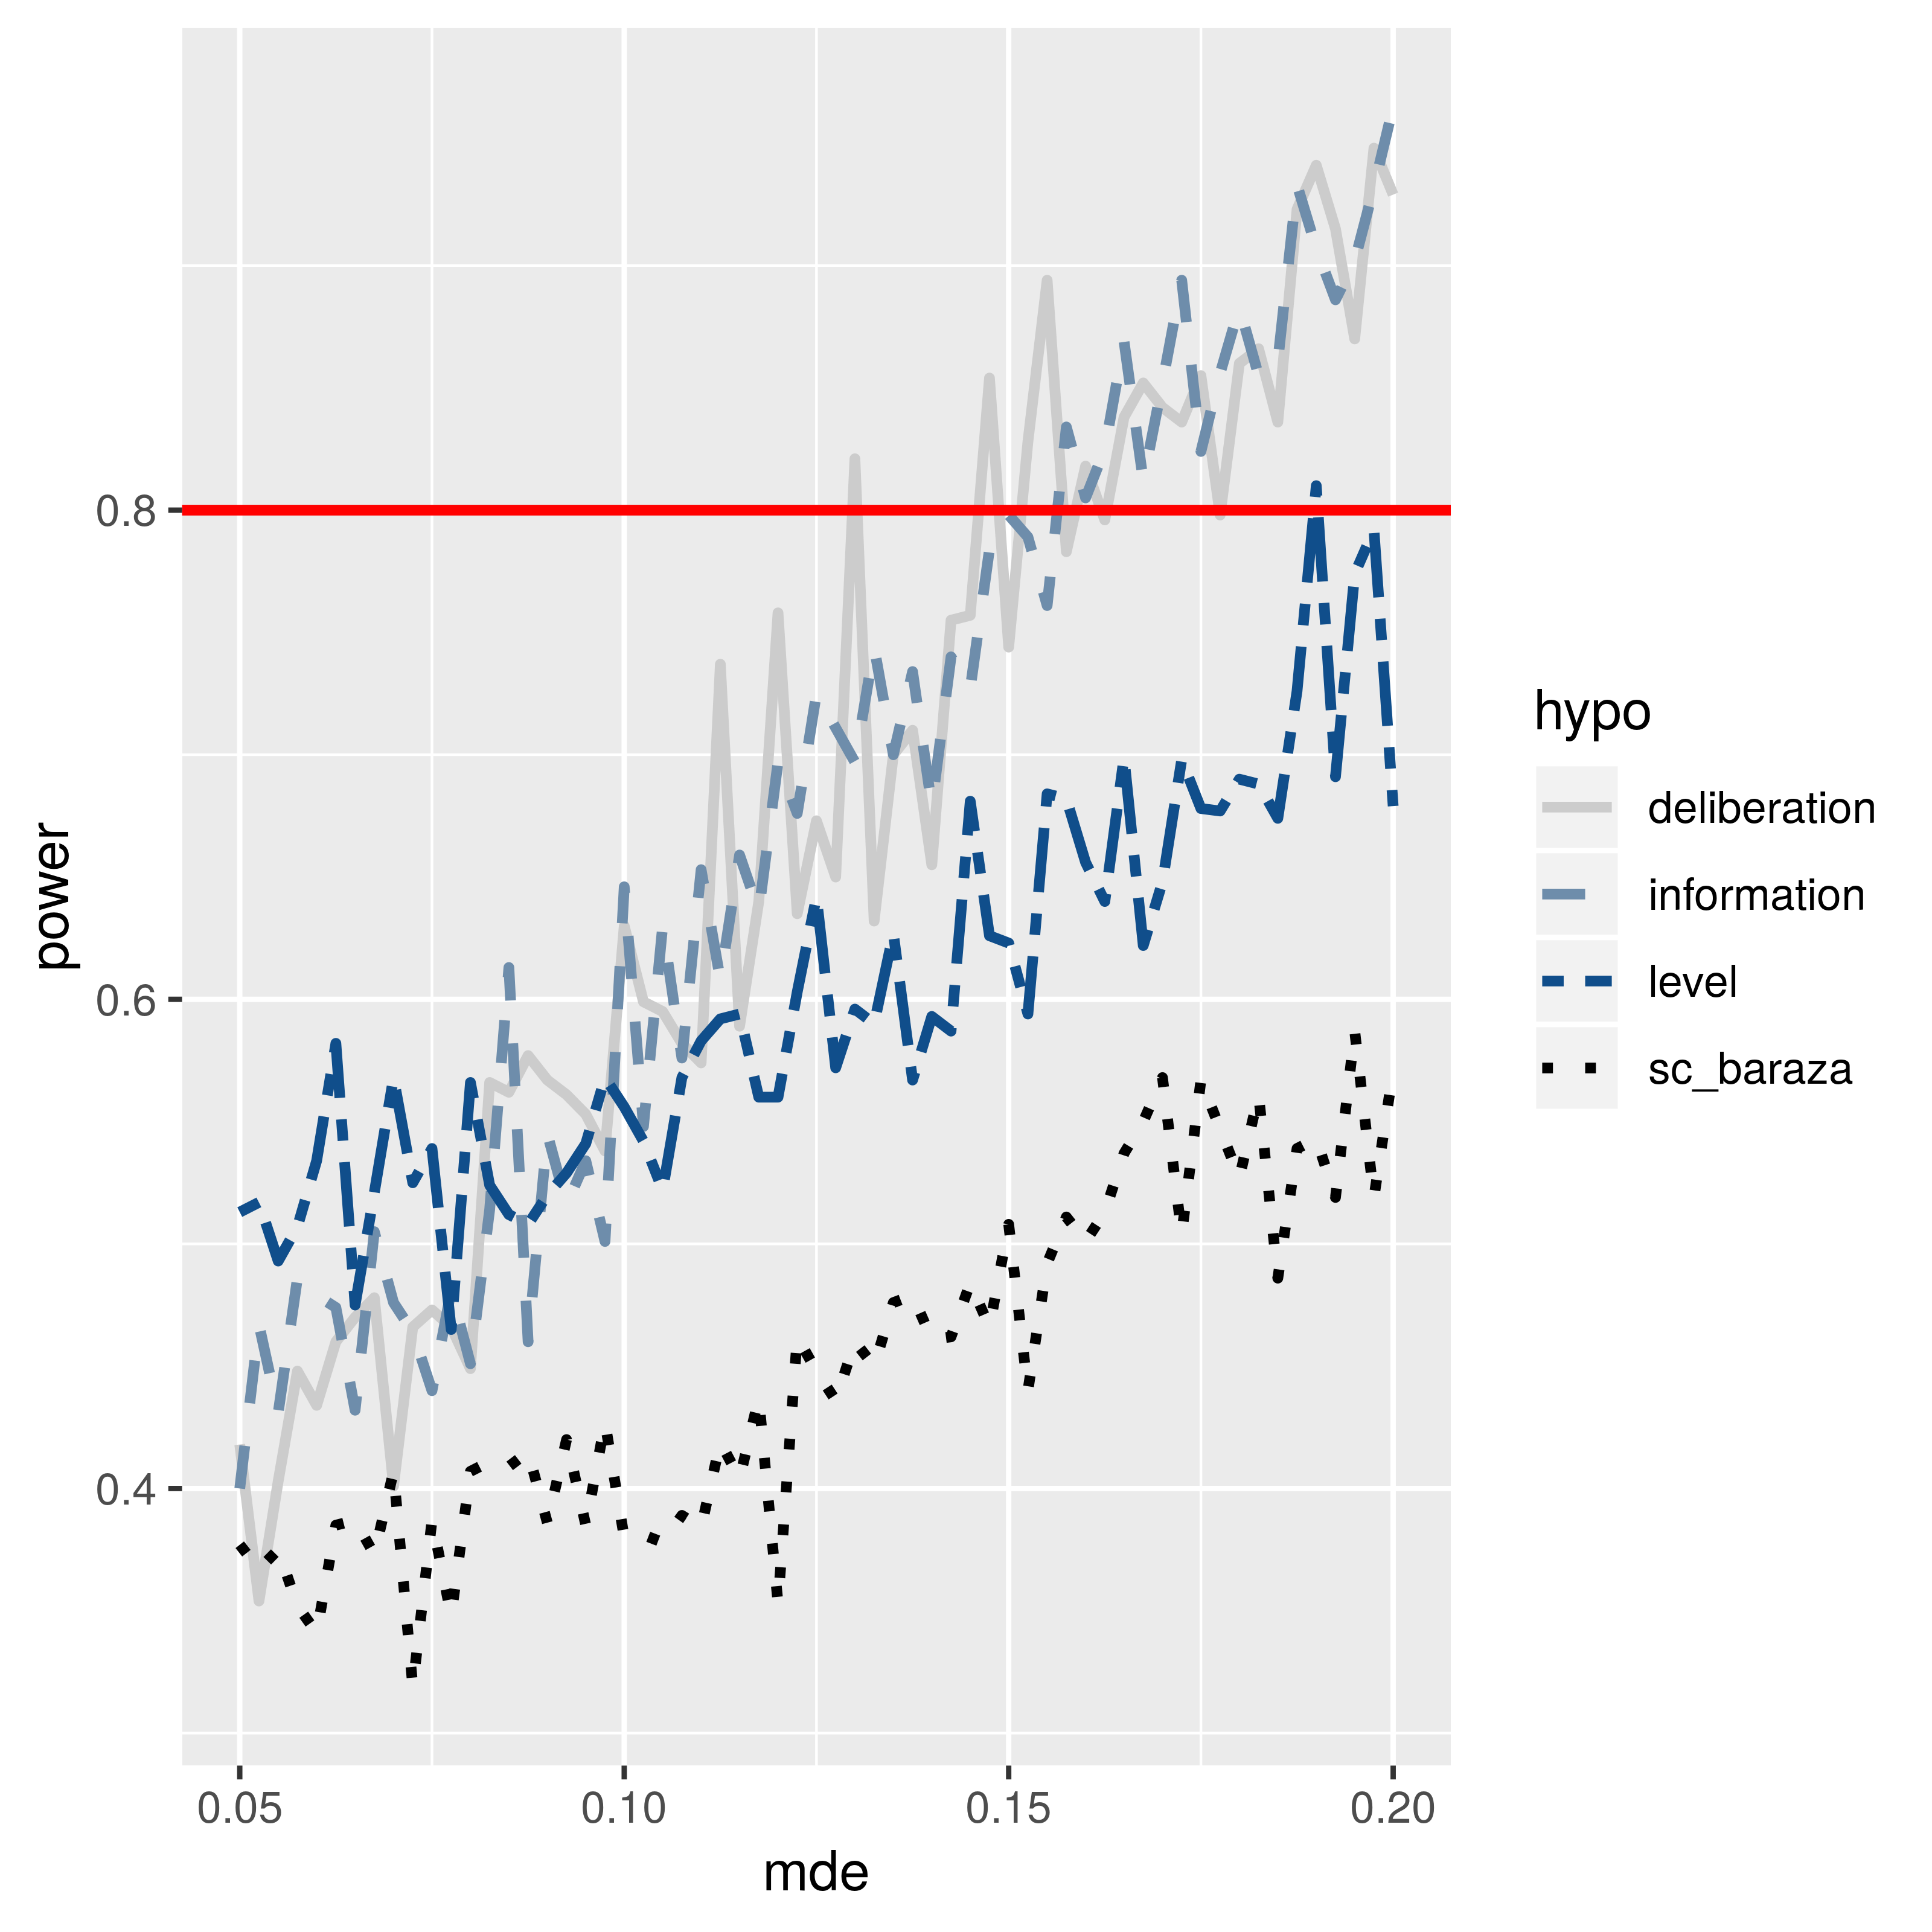 power
0.8
0.6
0.4
0.05
0.10
0.15
0.20
mde
hypo
deliberation
information
level
sc_baraza